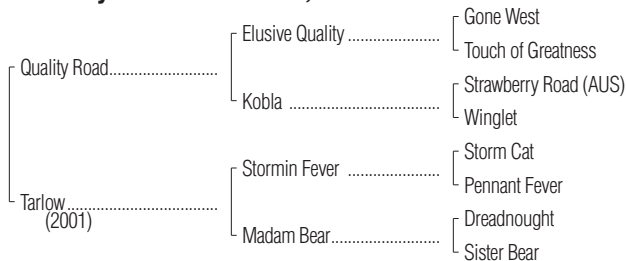 Gone West
Elusive Quality ....................
Touch of Greatness
Quality Road........................
Strawberry Road (AUS)
Kobla .................................
Winglet
Storm Cat
Stormin Fever ....................
Pennant Fever
Tarlow.................................
(2001)
Dreadnought
Madam Bear........................
Sister Bear